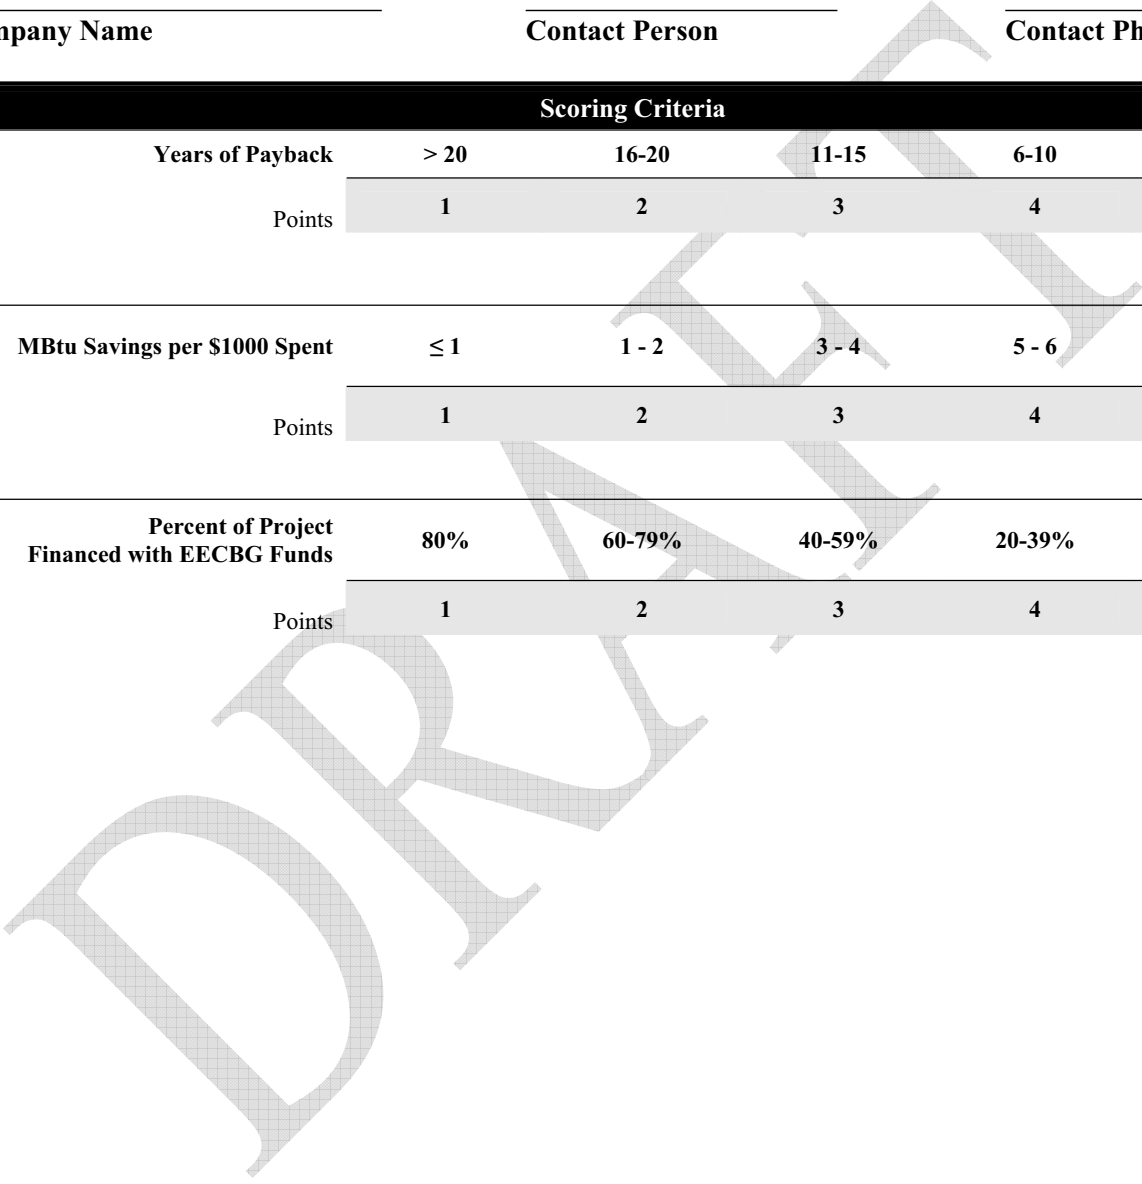 mpany Name Contact Person Contact Ph
Scoring Criteria
Years of Payback > 20 16-20 11-15 6-10
Points 1 2 3 4
MBtu Savings per $1000 Spent ≤ 1 1 - 2 3 - 4 5 - 6
Points 1 2 3 4
Percent of Project
Financed with EECBG Funds 80% 60-79% 40-59% 20-39%
Points 1 2 3 4
DRAFT